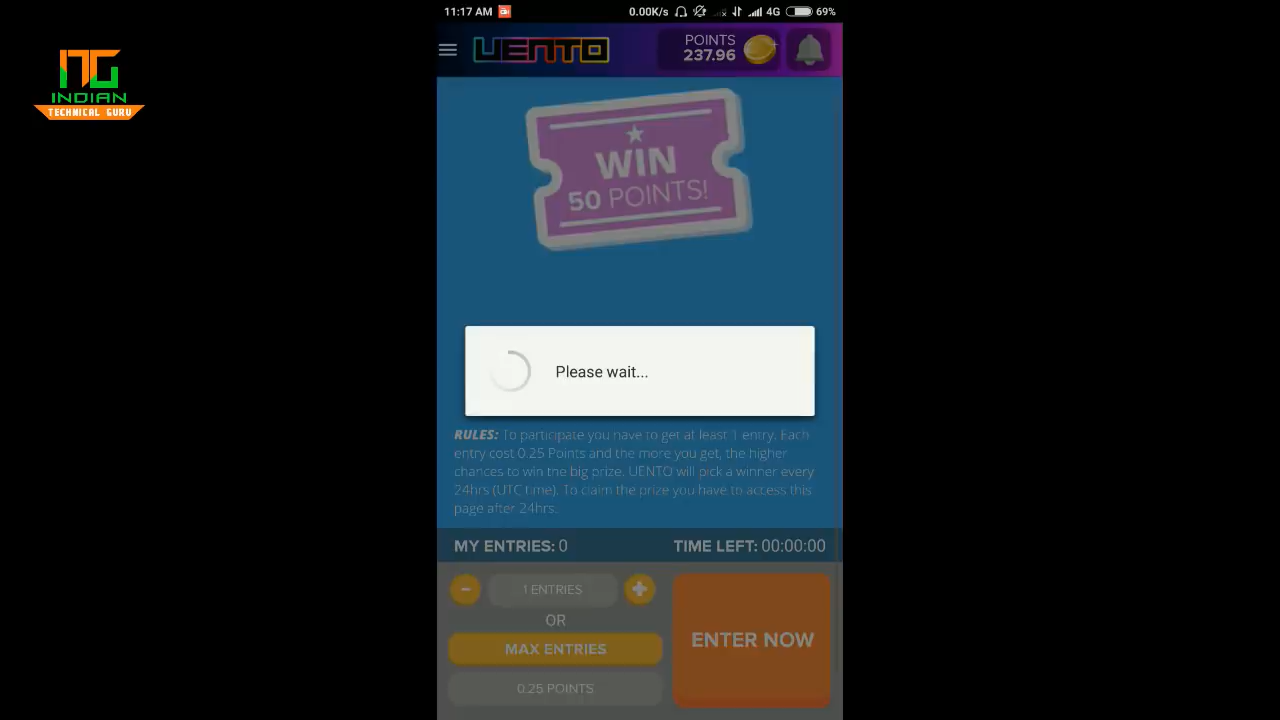 11:17 AM
0.00K/s
4G
69%
ITG
INDIAN
TECHNICAL GURU
UENTO
POINTS
237.96
WIN
50 POINTS!
Please wait...
RULES: To participate you have to get at least 1 entry. Each
entry cost 0.25 Points and the more you get, the higher
chances to win the big prize. UENTO will pick a winner every
24hrs (UTC time). To claim the prize you have to access this
page after 24hrs.
MY ENTRIES: 0
TIME LEFT: 00:00:00
1 ENTRIES
OR
MAX ENTRIES
0.25 POINTS
ENTER NOW